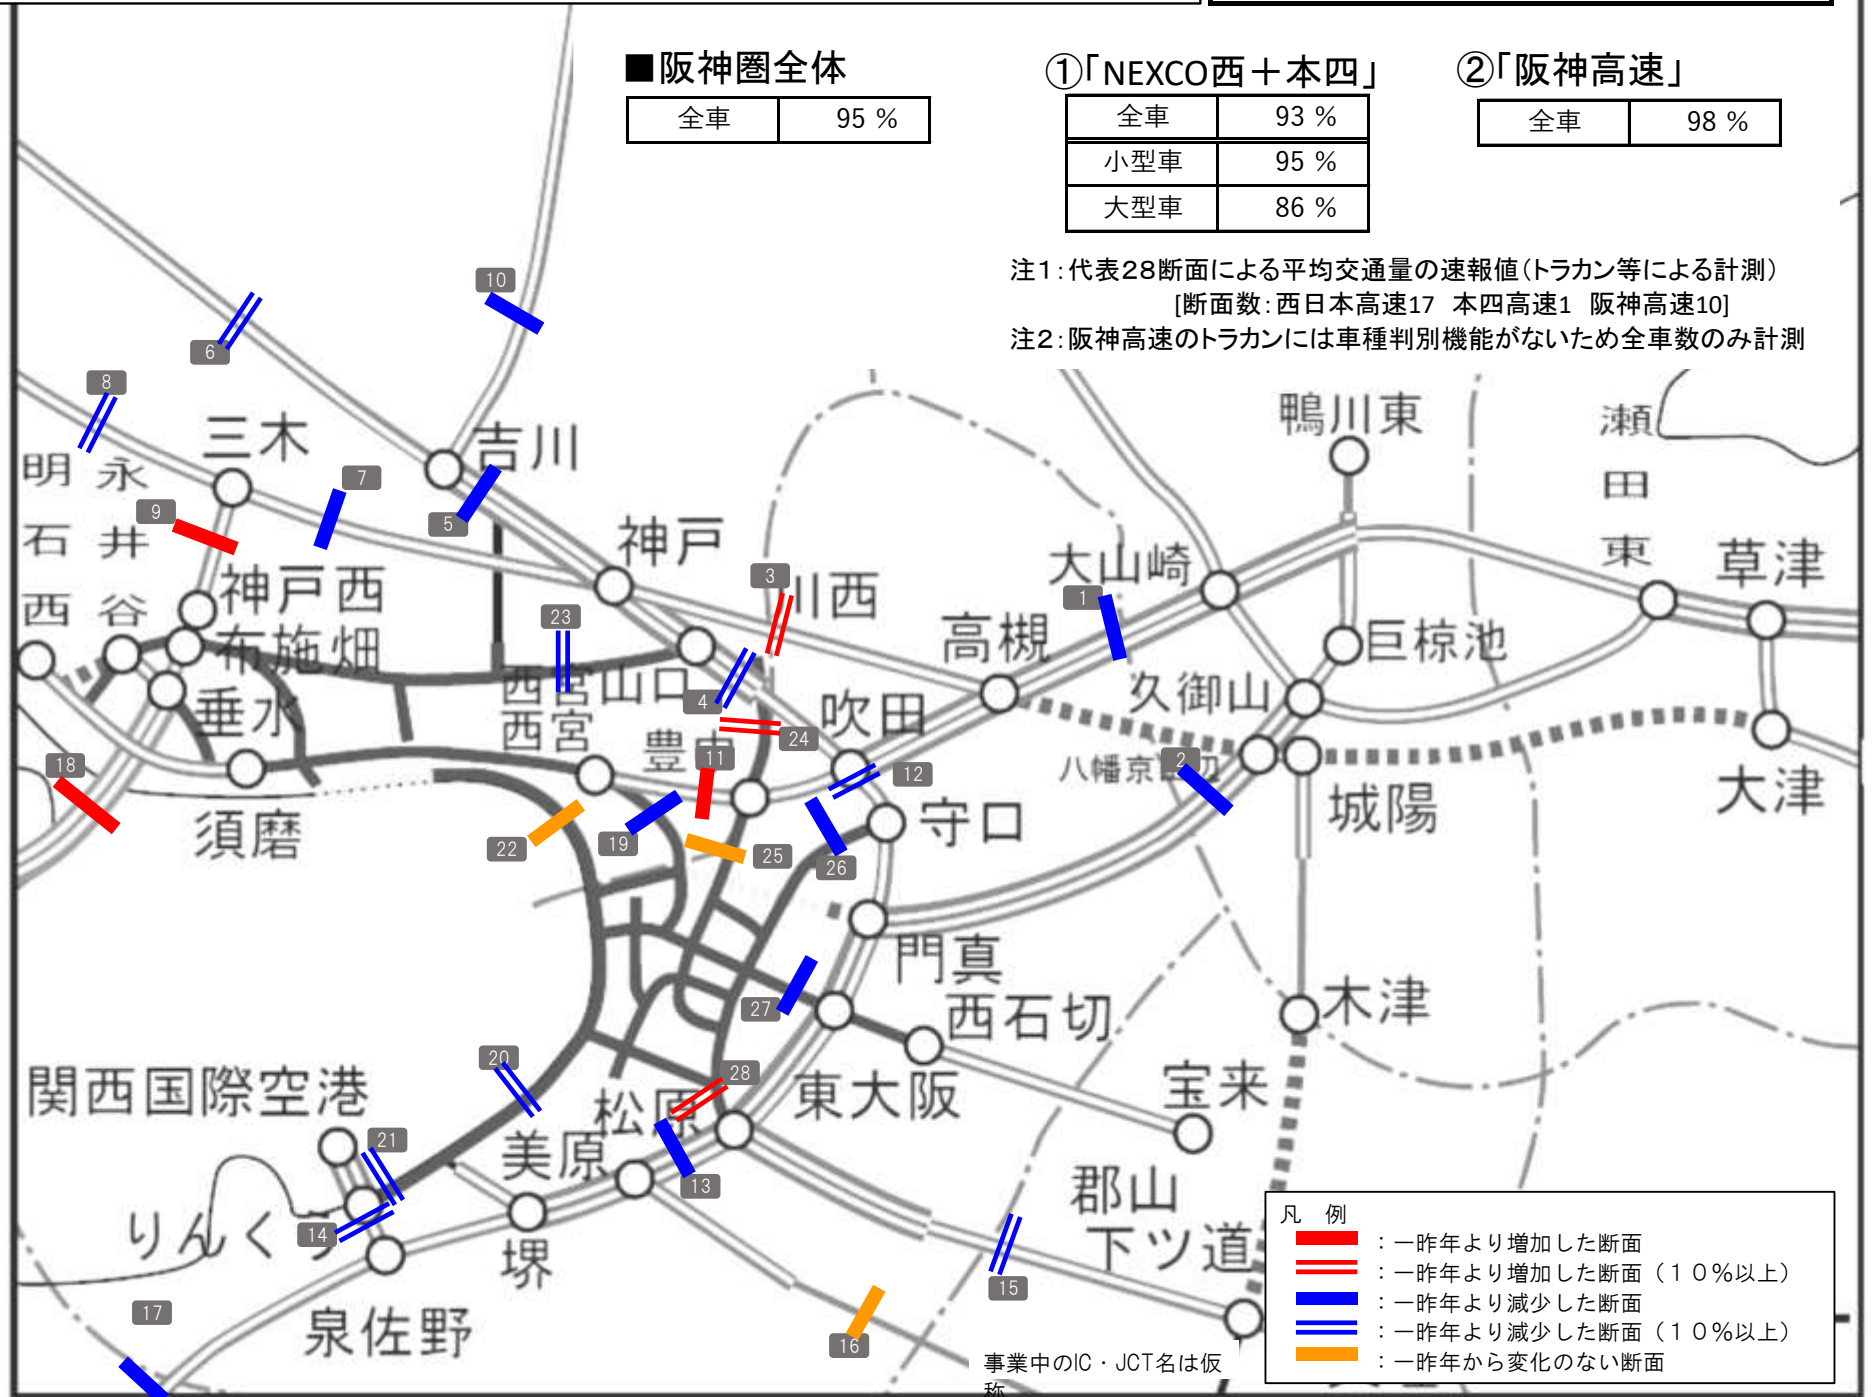 ■阪神圏全体
全車 95 %
①「NEXCO西＋本四」
全車 93 %
小型車 95 %
大型車 86 %
②「阪神高速」
全車 98 %
注1：代表28断面による平均交通量の速報値（トラカン等による計測）
[断面数：西日本高速17 本四高速1 阪神高速10]
注2：阪神高速のトラカンには車種判別機能がないため全車数のみ計測
10
6
8
三木
吉川
鴨川東
瀬田東
明石西
永井谷
7
9
5
神戸
大山崎
草津
神戸西
3
川西
1
23
高槻
巨椋池
布施畑
西宮山口
4
久御山
垂水
西宮
吹田
24
豊中
11
12
八幡京田辺
2
18
大津
須磨
城陽
守口
22
19
25
26
門真
27
西石切
木津
20
関西国際空港
28
松原
東大阪
宝来
21
美原
13
郡山
下ツ道
14
りんくう
堺
15
17
泉佐野
16
事業中のIC・JCT名は仮
称
凡 例
：一昨年より増加した断面
：一昨年より増加した断面（１０％以上）
：一昨年より減少した断面
：一昨年より減少した断面（１０％以上）
：一昨年から変化のない断面